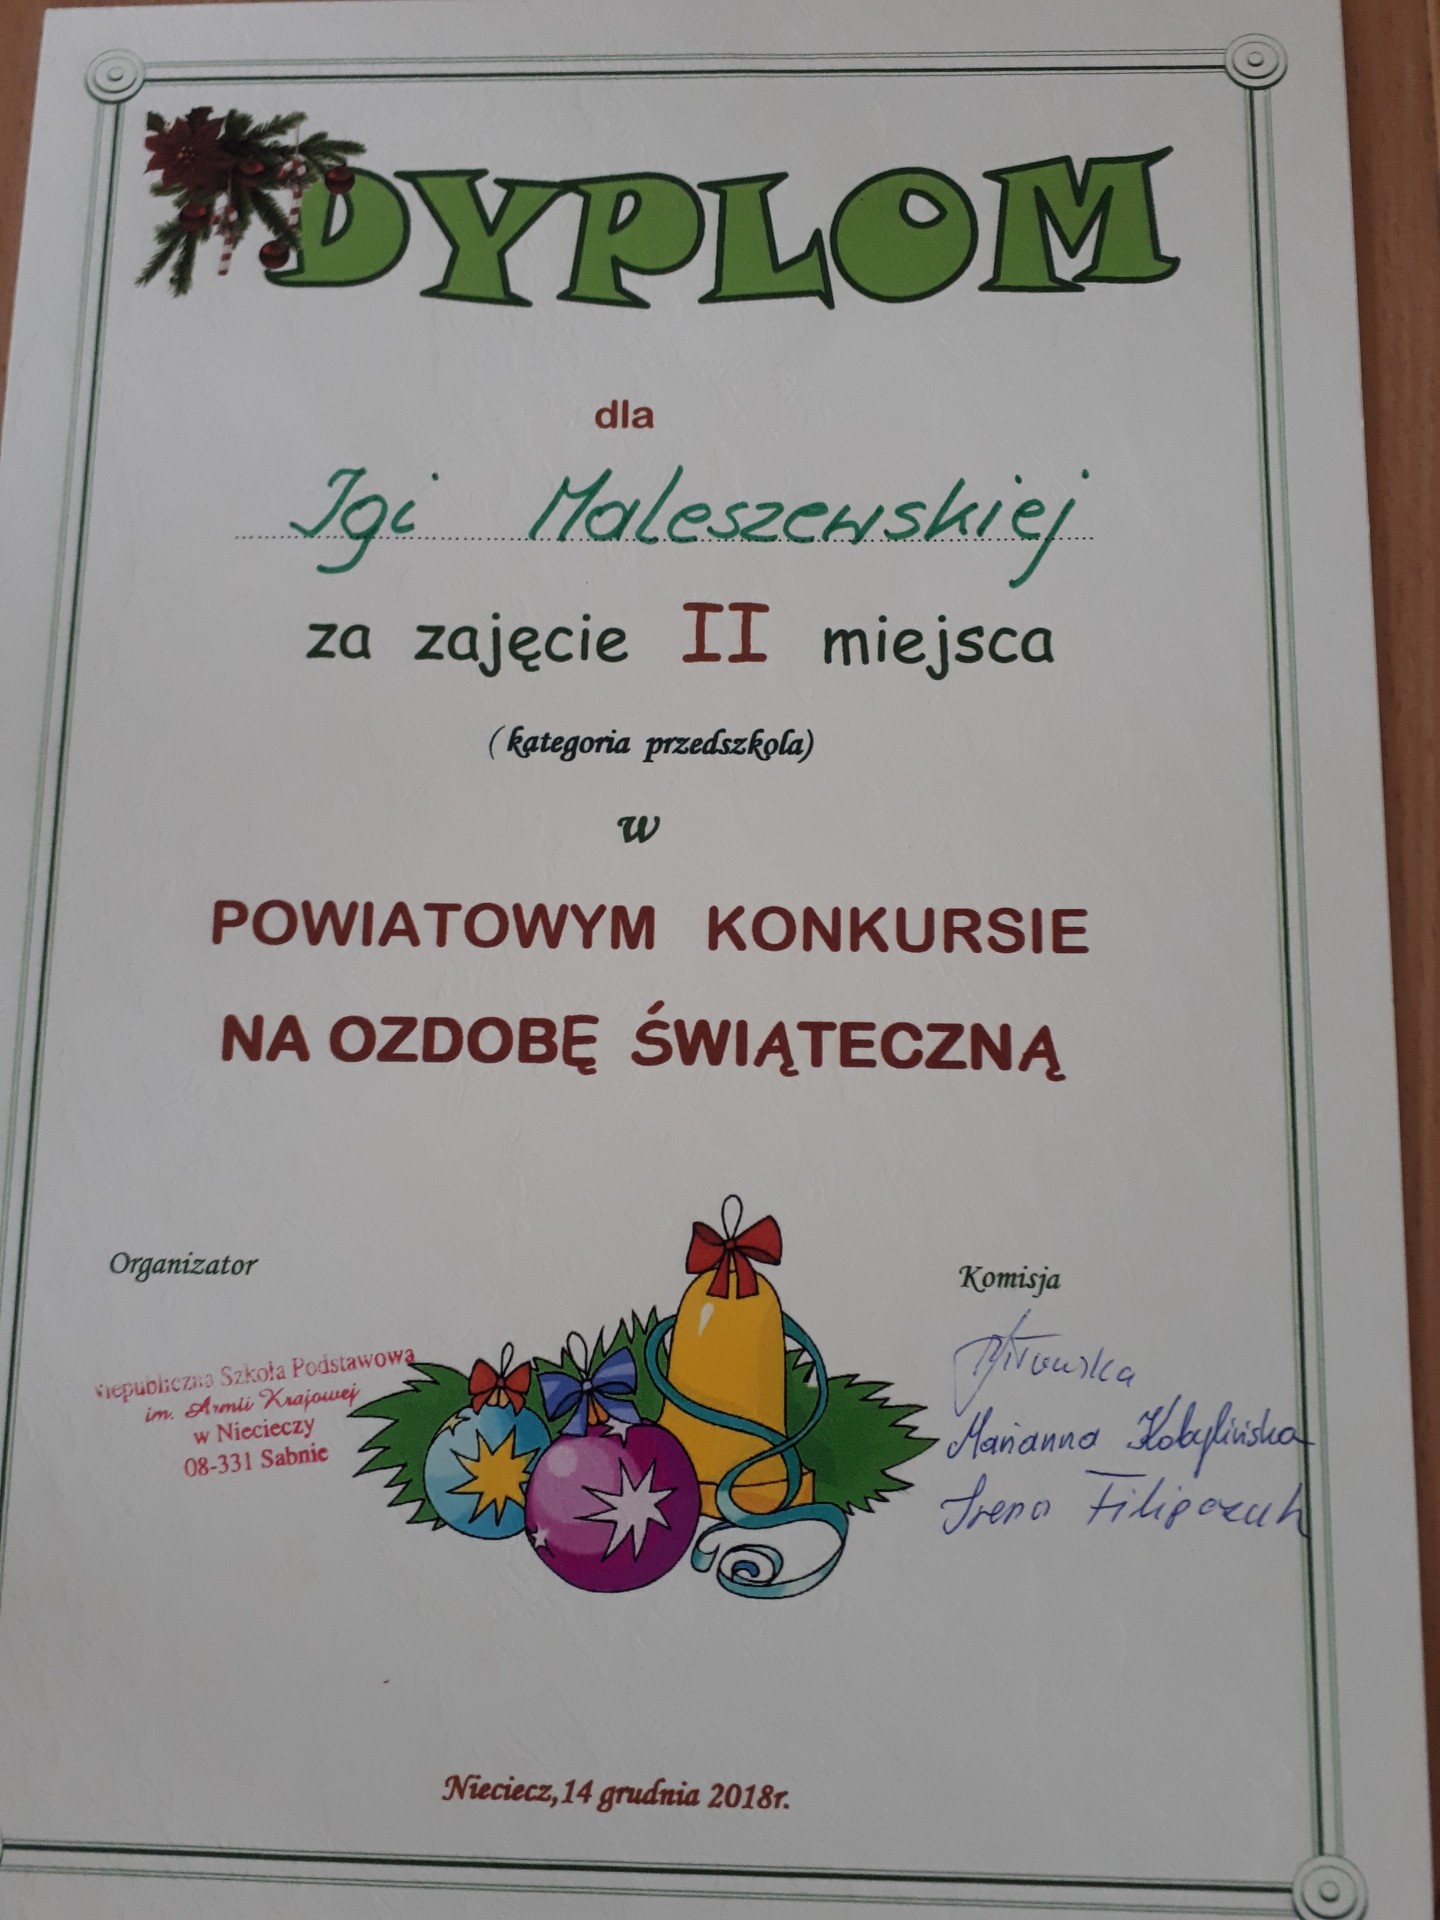 DYPLOM
dla
Igi Maleszewskiej
za zajęcie II miejsca
(kategoria przedszkola)
w
POWIATOWYM KONKURSIE
NA OZDOBĘ ŚWIĄTECZNĄ
Organizator
Niepubliczna Szkoła Podstawowa
im. Armii Krajowej
w Niecieczy
08-331 Sabnie
Komisja
Marianna Kobylińska
Irena Filipczuk
Nieciecz, 14 grudnia 2018r.